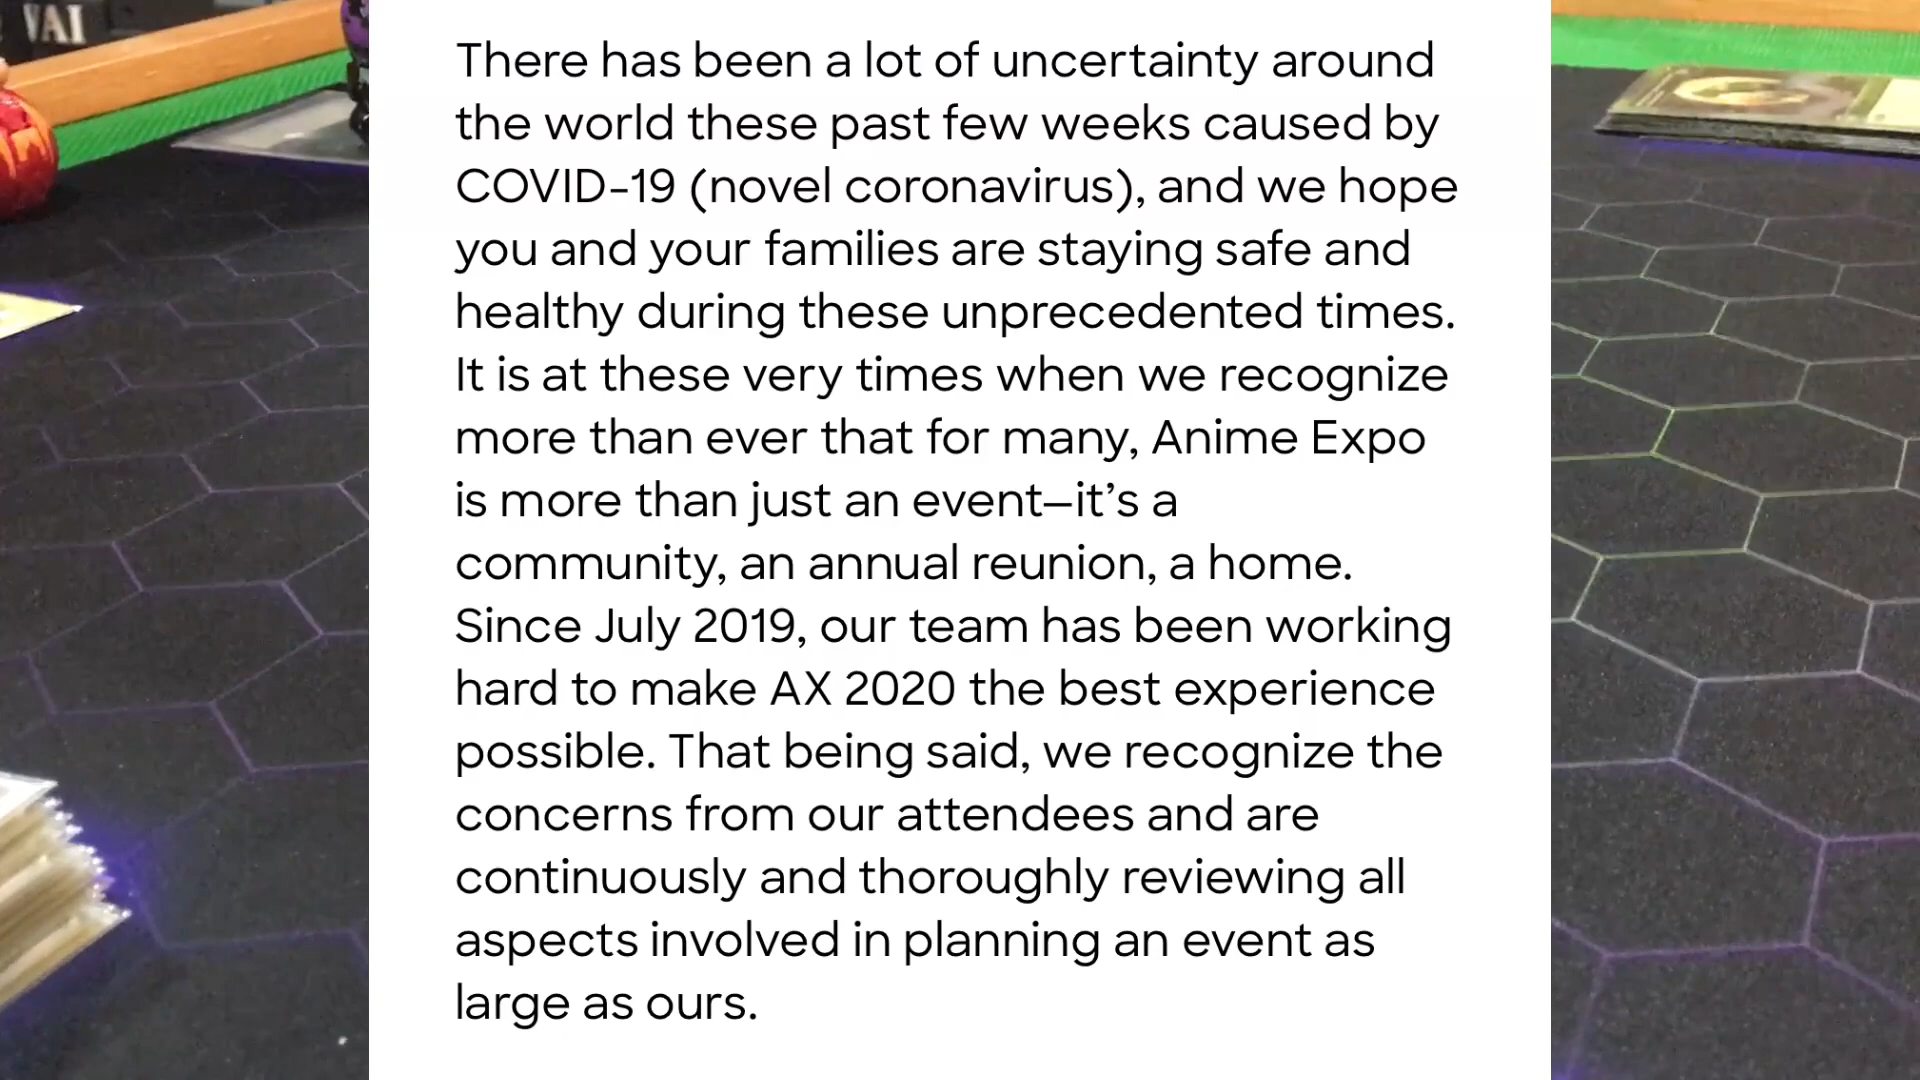 VAI
There has been a lot of uncertainty around
the world these past few weeks caused by
COVID-19 (novel coronavirus), and we hope
you and your families are staying safe and
healthy during these unprecedented times.
It is at these very times when we recognize
more than ever that for many, Anime Expo
is more than just an event—it’s a
community, an annual reunion, a home.
Since July 2019, our team has been working
hard to make AX 2020 the best experience
possible. That being said, we recognize the
concerns from our attendees and are
continuously and thoroughly reviewing all
aspects involved in planning an event as
large as ours.